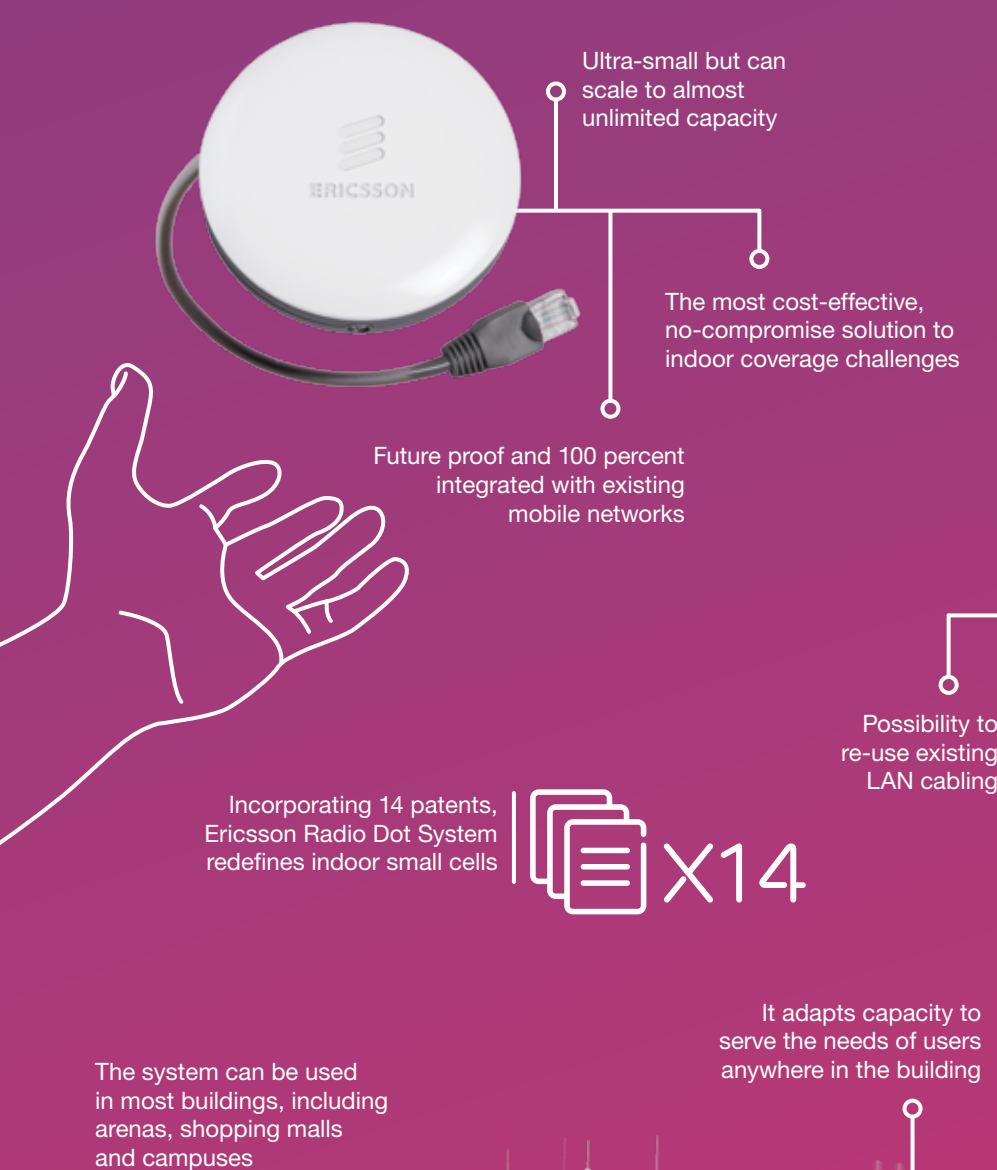 Ultra-small but can
scale to almost
unlimited capacity
ERICSSON
The most cost-effective,
no-compromise solution to
indoor coverage challenges
Future proof and 100 percent
integrated with existing
mobile networks
Possibility to
re-use existing
LAN cabling
Incorporating 14 patents,
Ericsson Radio Dot System
redefines indoor small cells
X14
It adapts capacity to
serve the needs of users
anywhere in the building
The system can be used
in most buildings, including
arenas, shopping malls
and campuses